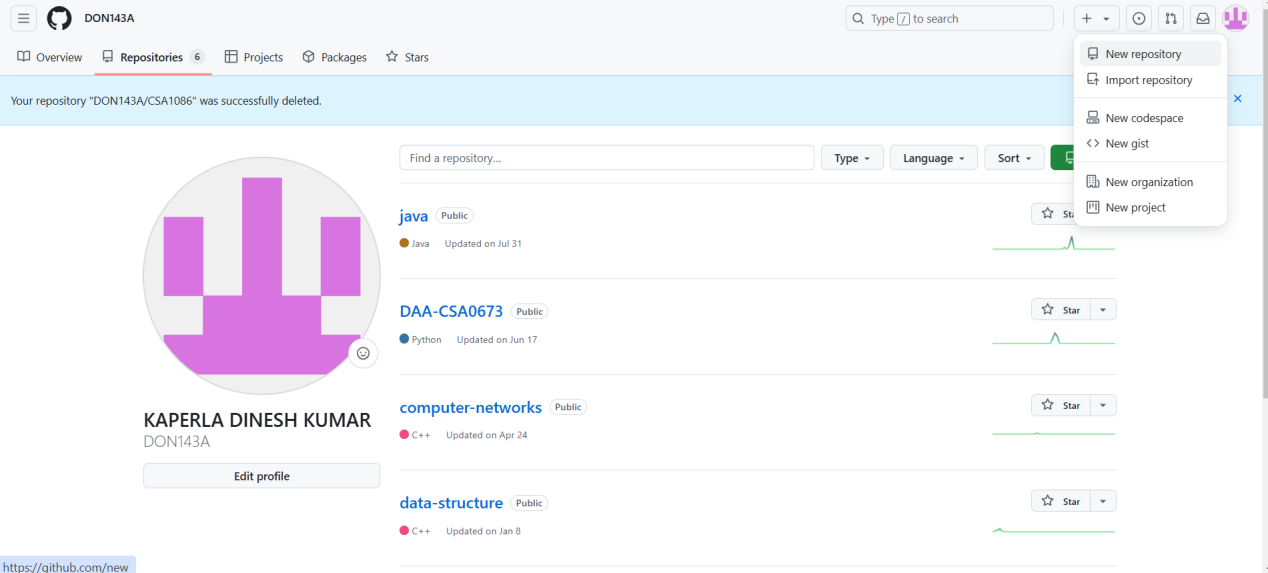 DON143A
Type / to search
Overview
Repositories 6
Projects
Packages
Stars
New repository
Import repository
New codespace
New gist
New organization
New project
Your repository "DON143A/CSA1086" was successfully deleted.
Find a repository...
Type
Language
Sort
java Public
Java Updated on Jul 31
DAA-CSA0673 Public
Star
Python Updated on Jun 17
computer-networks Public
Star
C++ Updated on Apr 24
data-structure Public
Star
C++ Updated on Jan 8
KAPERLA DINESH KUMAR
DON143A
Edit profile
https://github.com/new